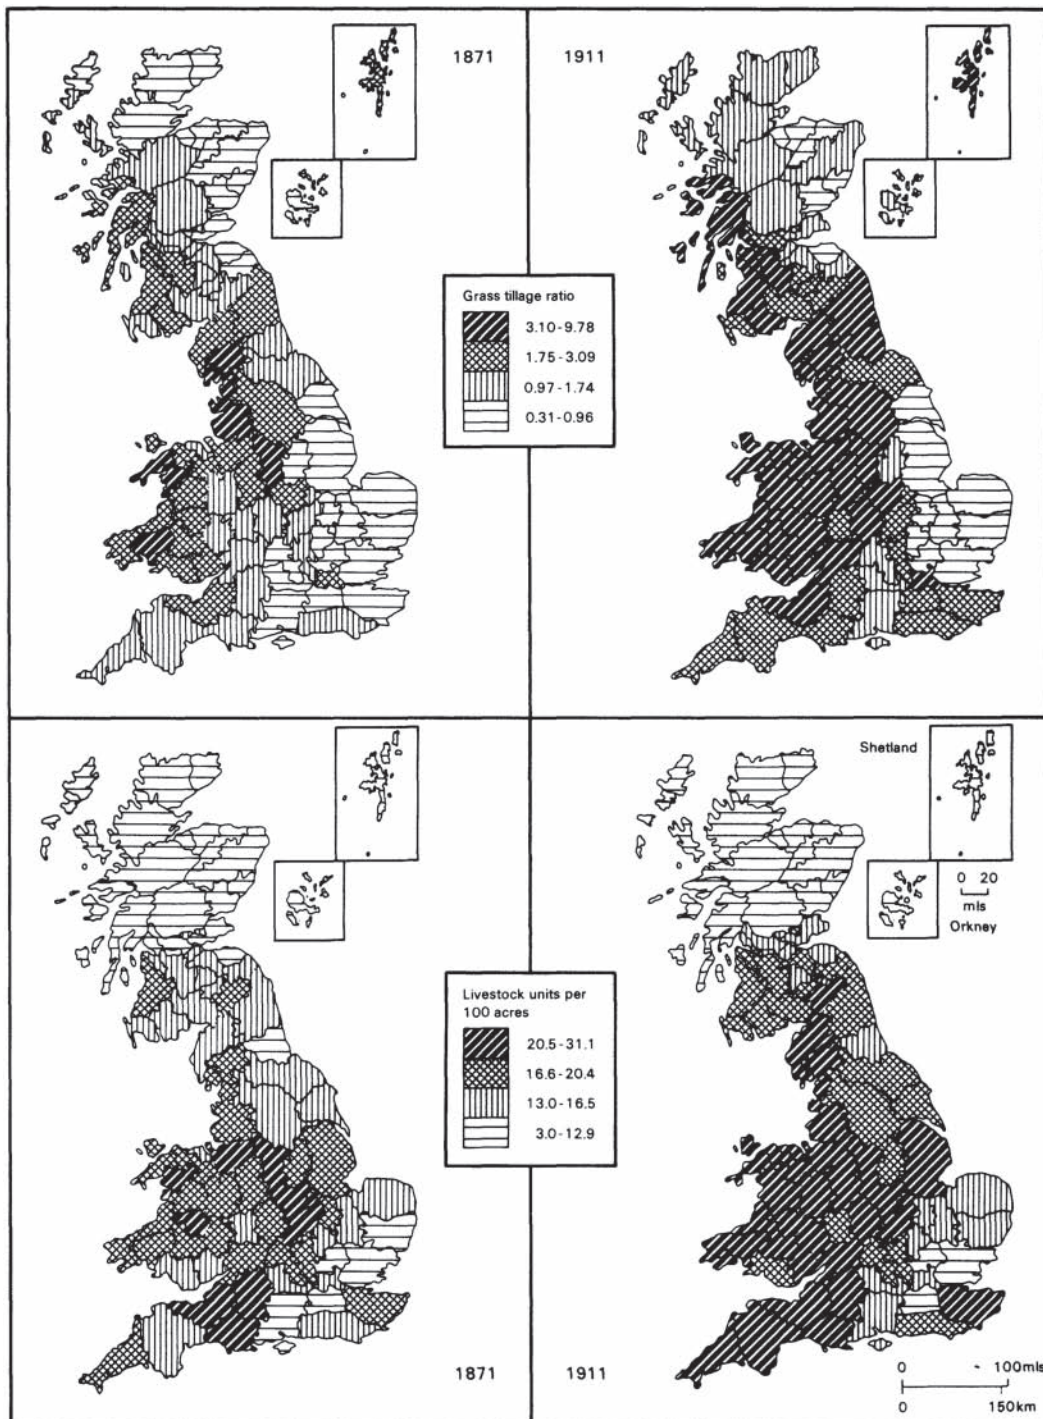 1871
1911
Grass tillage ratio
3.10-9.78
1.75-3.09
0.97-1.74
0.31-0.96
Shetland
0 20
mls
Orkney
Livestock units per
100 acres
20.5-31.1
16.6-20.4
13.0-16.5
3.0-12.9
1871
1911
0 100mls
0 150km